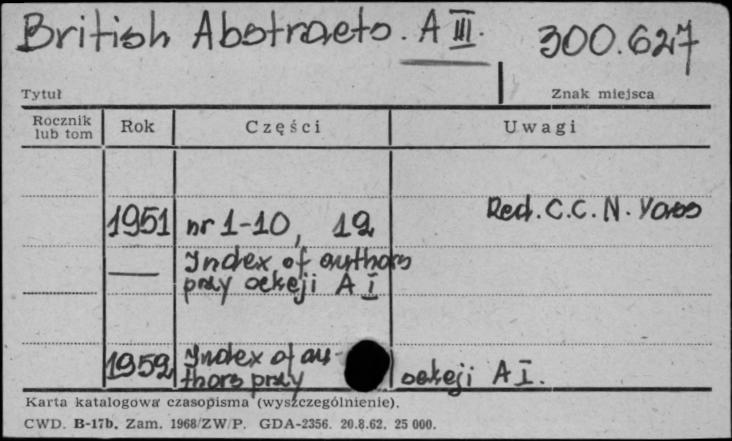 British Abstracts. A III.
300.627
Tytuł
Znak miejsca
Rocznik lub tom
Rok
Części
Uwagi
1951 nr 1-10, 12 Red. C.C.N. Vass
— Index of authors
przy sekcji A I
1952 Index of au-
thors przy sekcji A I.
Karta katalogowa czasopisma (wyszczególnienie).
CWD. B-17b. Zam. 1968/ZW/P. GDA-2356. 20.8.62. 25 000.